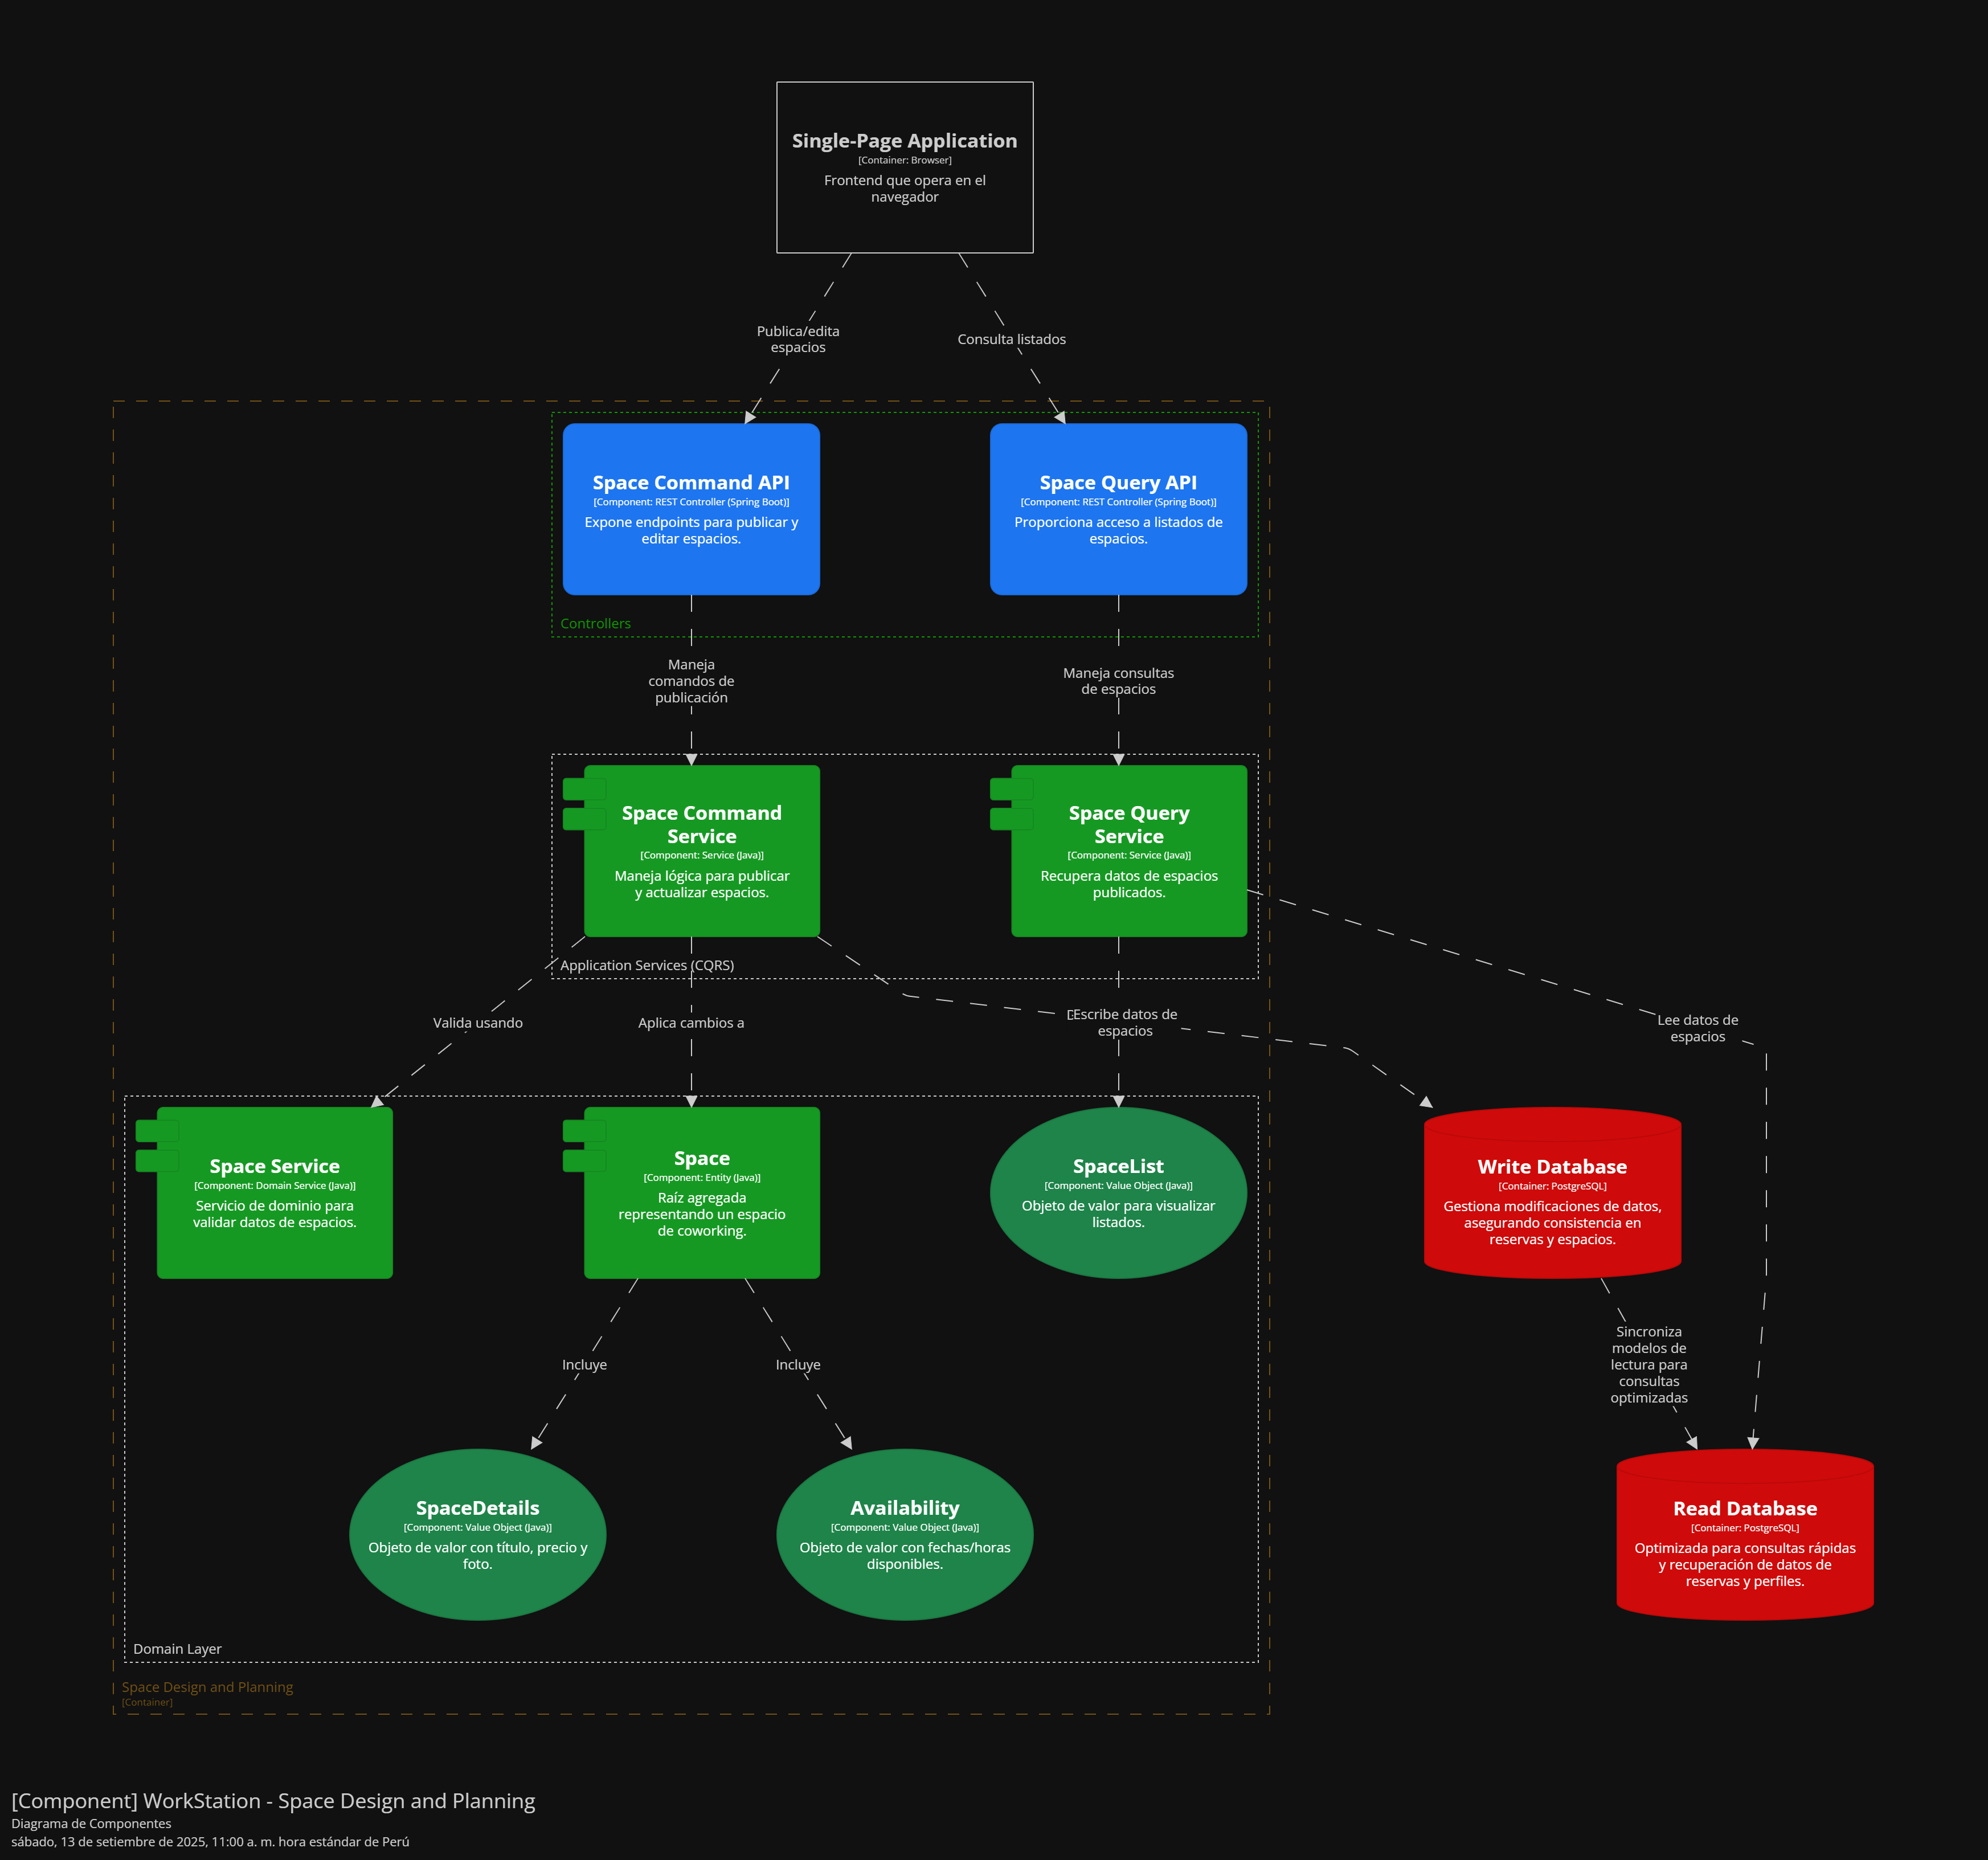 Single-Page Application
[Container: Browser]
Frontend que opera en el
navegador
Publica/edita
espacios
Consulta listados
Space Command API
[Component: REST Controller (Spring Boot)]
Expone endpoints para publicar y
editar espacios.
Space Query API
[Component: REST Controller (Spring Boot)]
Proporciona acceso a listados de
espacios.
Controllers
Maneja
comandos de
publicación
Maneja consultas
de espacios
Space Command
Service
[Component: Service (Java)]
Maneja lógica para publicar
y actualizar espacios.
Space Query
Service
[Component: Service (Java)]
Recupera datos de espacios
publicados.
Application Services (CQRS)
Valida usando
Aplica cambios a
Escribe datos de
espacios
Lee datos de
espacios
Space Service
[Component: Domain Service (Java)]
Servicio de dominio para
validar datos de espacios.
Space
[Component: Entity (Java)]
Raíz agregada
representando un espacio
de coworking.
SpaceList
[Component: Value Object (Java)]
Objeto de valor para visualizar
listados.
Write Database
[Container: PostgreSQL]
Gestiona modificaciones de datos,
asegurando consistencia en
reservas y espacios.
Incluye
Incluye
Sincroniza
modelos de
lectura para
consultas
optimizadas
SpaceDetails
[Component: Value Object (Java)]
Objeto de valor con título, precio y
foto.
Availability
[Component: Value Object (Java)]
Objeto de valor con fechas/horas
disponibles.
Read Database
[Container: PostgreSQL]
Optimizada para consultas rápidas
y recuperación de datos de
reservas y perfiles.
Domain Layer
Space Design and Planning
[Container]
[Component] WorkStation - Space Design and Planning
Diagrama de Componentes
sábado, 13 de setiembre de 2025, 11:00 a. m. hora estándar de Perú